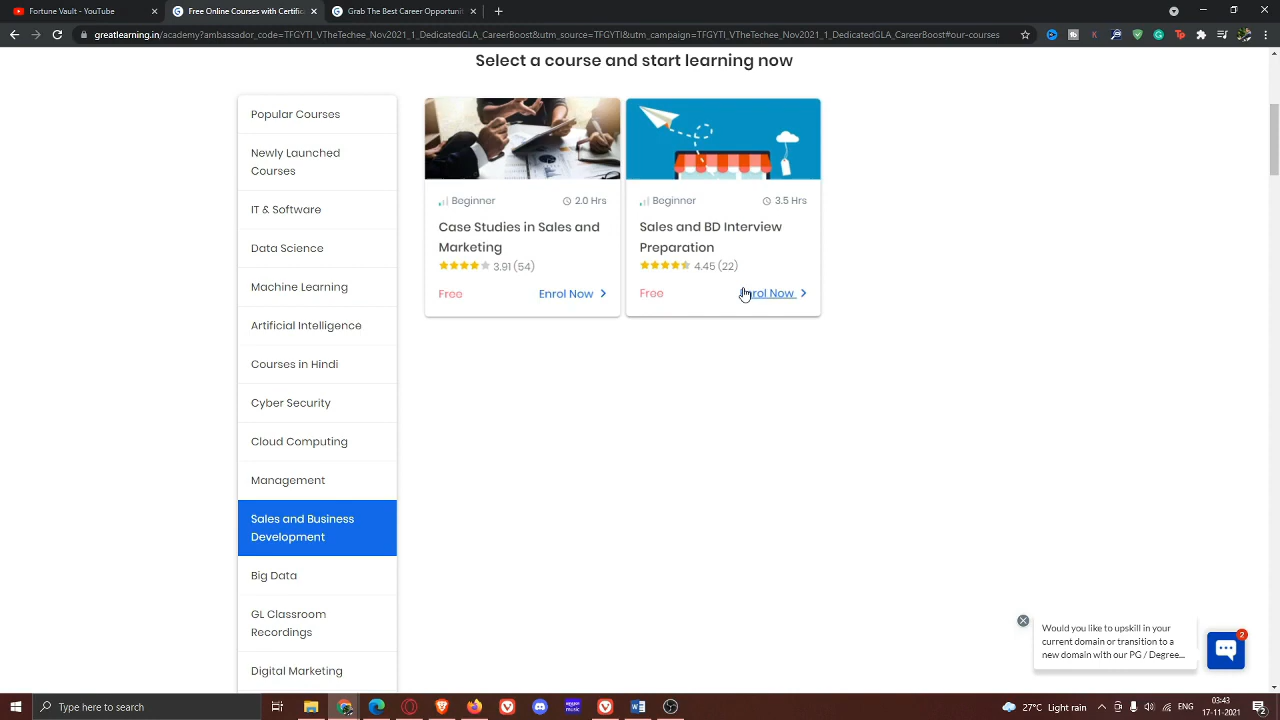 Fortune Vault - YouTube
Free Online Courses with Certific
Grab The Best Career Opportunit
greatlearning.in/academy?ambassador_code=TFGYTI_VTheTechee_Nov2021_1_DedicatedGLA_CareerBoost&utm_source=TFGYTI&utm_campaign=TFGYTI_VTheTechee_Nov2021_1_DedicatedGLA_CareerBoost#our-courses
Select a course and start learning now
Popular Courses
Newly Launched
Courses
IT & Software
Data Science
Machine Learning
Artificial Intelligence
Courses in Hindi
Cyber Security
Cloud Computing
Management
Sales and Business
Development
Big Data
GL Classroom
Recordings
Digital Marketing
Beginner
2.0 Hrs
Case Studies in Sales and
Marketing
3.91 (54)
Free
Enrol Now
Beginner
3.5 Hrs
Sales and BD Interview
Preparation
4.45 (22)
Free
Enrol Now
Would you like to upskill in your
current domain or transition to a
new domain with our PG / Degree...
2
Type here to search
22°C Light rain
03:43
17-11-2021